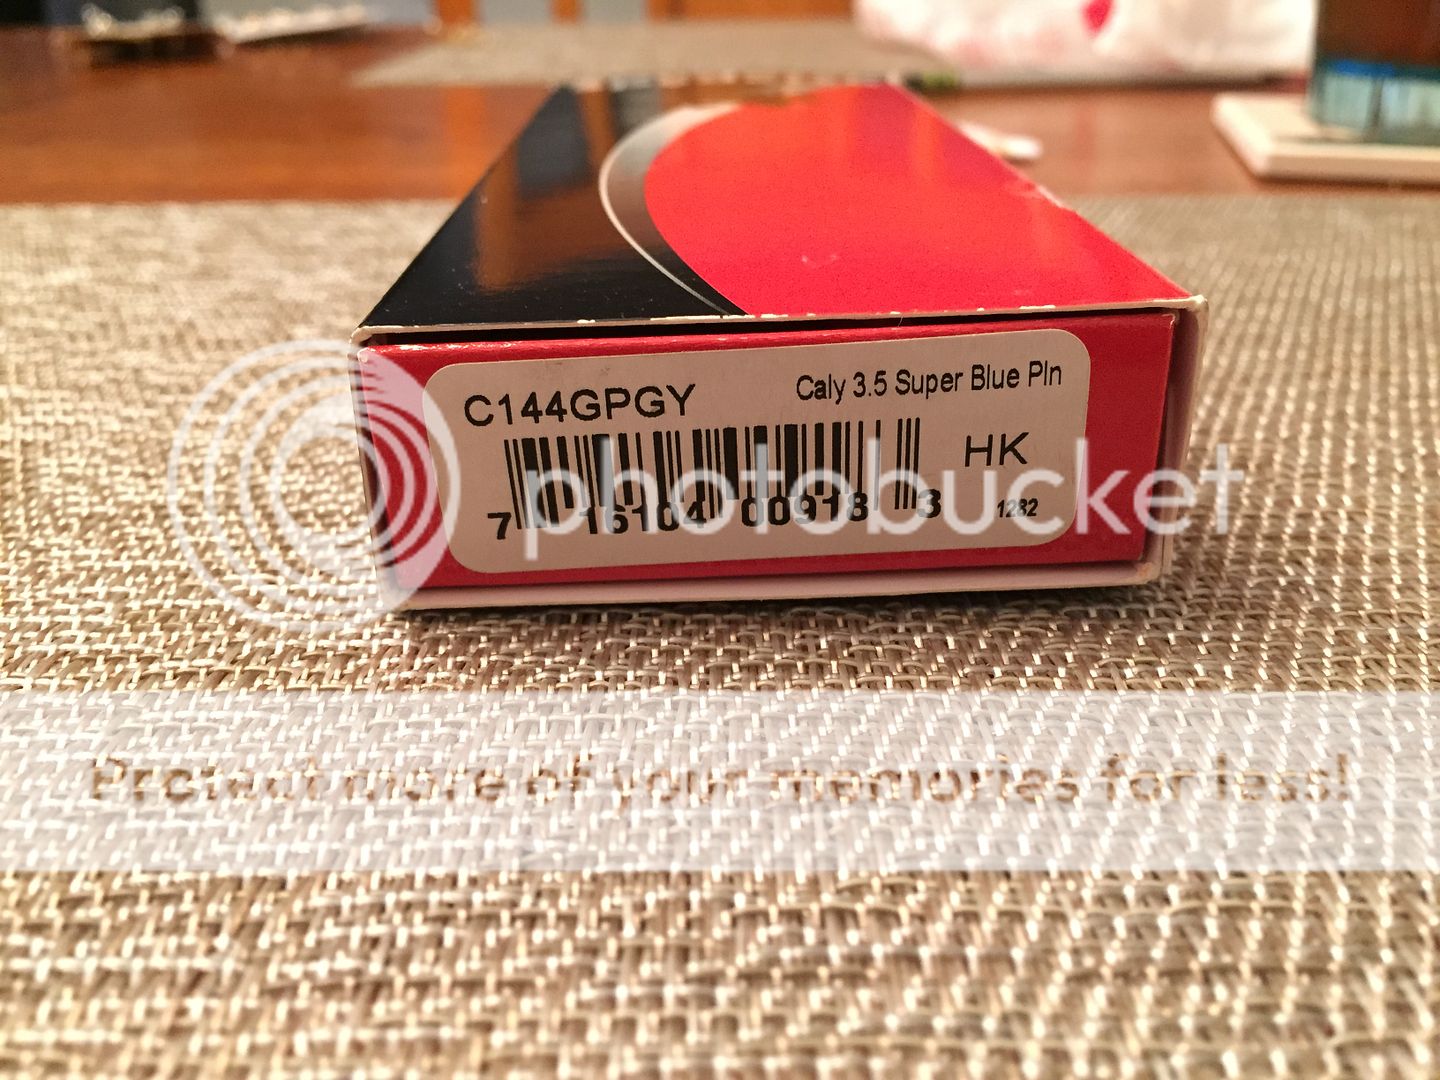 C144GPGY
Caly 3.5 Super Blue Pln
HK
7 16104 00918 3
1282
photobucket
Protect more of your memories for less!